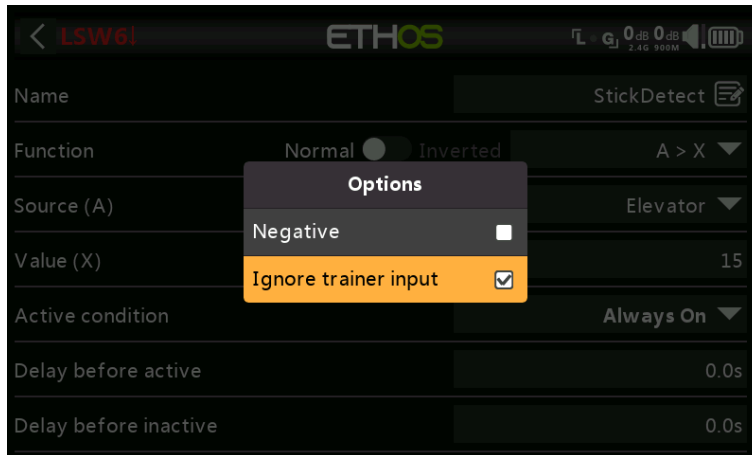 LSW6
ETHOS
0dB 0dB
2.4G 900M
Name StickDetect
Function Normal Inverted A > X
Options
Source (A) Elevator
Negative
Value (X) 15
Ignore trainer input
Active condition Always On
Delay before active 0.0s
Delay before inactive 0.0s